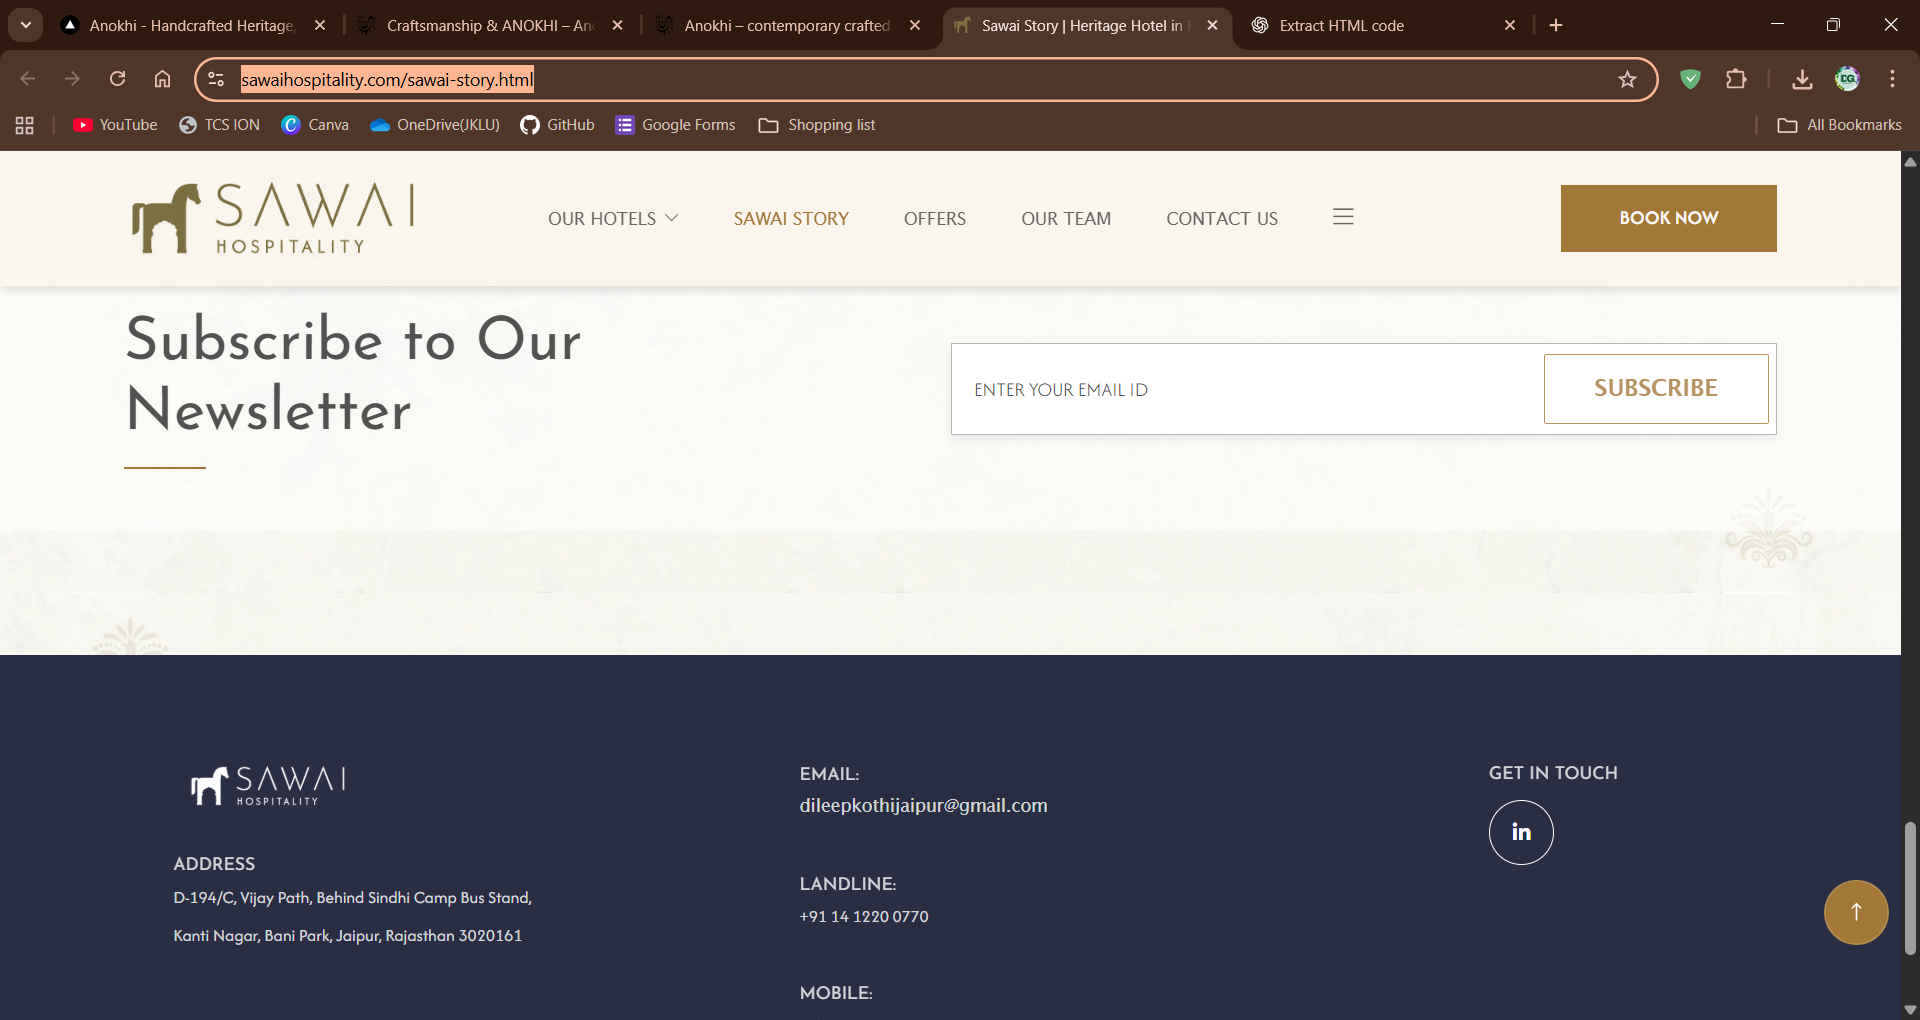 Anokhi - Handcrafted Heritage,
Craftsmanship & ANOKHI – An
Anokhi – contemporary crafted
Sawai Story | Heritage Hotel in
Extract HTML code
sawaihospitality.com/sawai-story.html
YouTube
TCS ION
Canva
OneDrive(JKLU)
GitHub
Google Forms
Shopping list
All Bookmarks
SAWAI
HOSPITALITY
OUR HOTELS
SAWAI STORY
OFFERS
OUR TEAM
CONTACT US
BOOK NOW
Subscribe to Our
Newsletter
ENTER YOUR EMAIL ID
SUBSCRIBE
SAWAI
HOSPITALITY
ADDRESS
D-194/C, Vijay Path, Behind Sindhi Camp Bus Stand,
Kanti Nagar, Bani Park, Jaipur, Rajasthan 3020161
EMAIL:
dileepkothijaipur@gmail.com
LANDLINE:
+91 14 1220 0770
MOBILE:
GET IN TOUCH
in